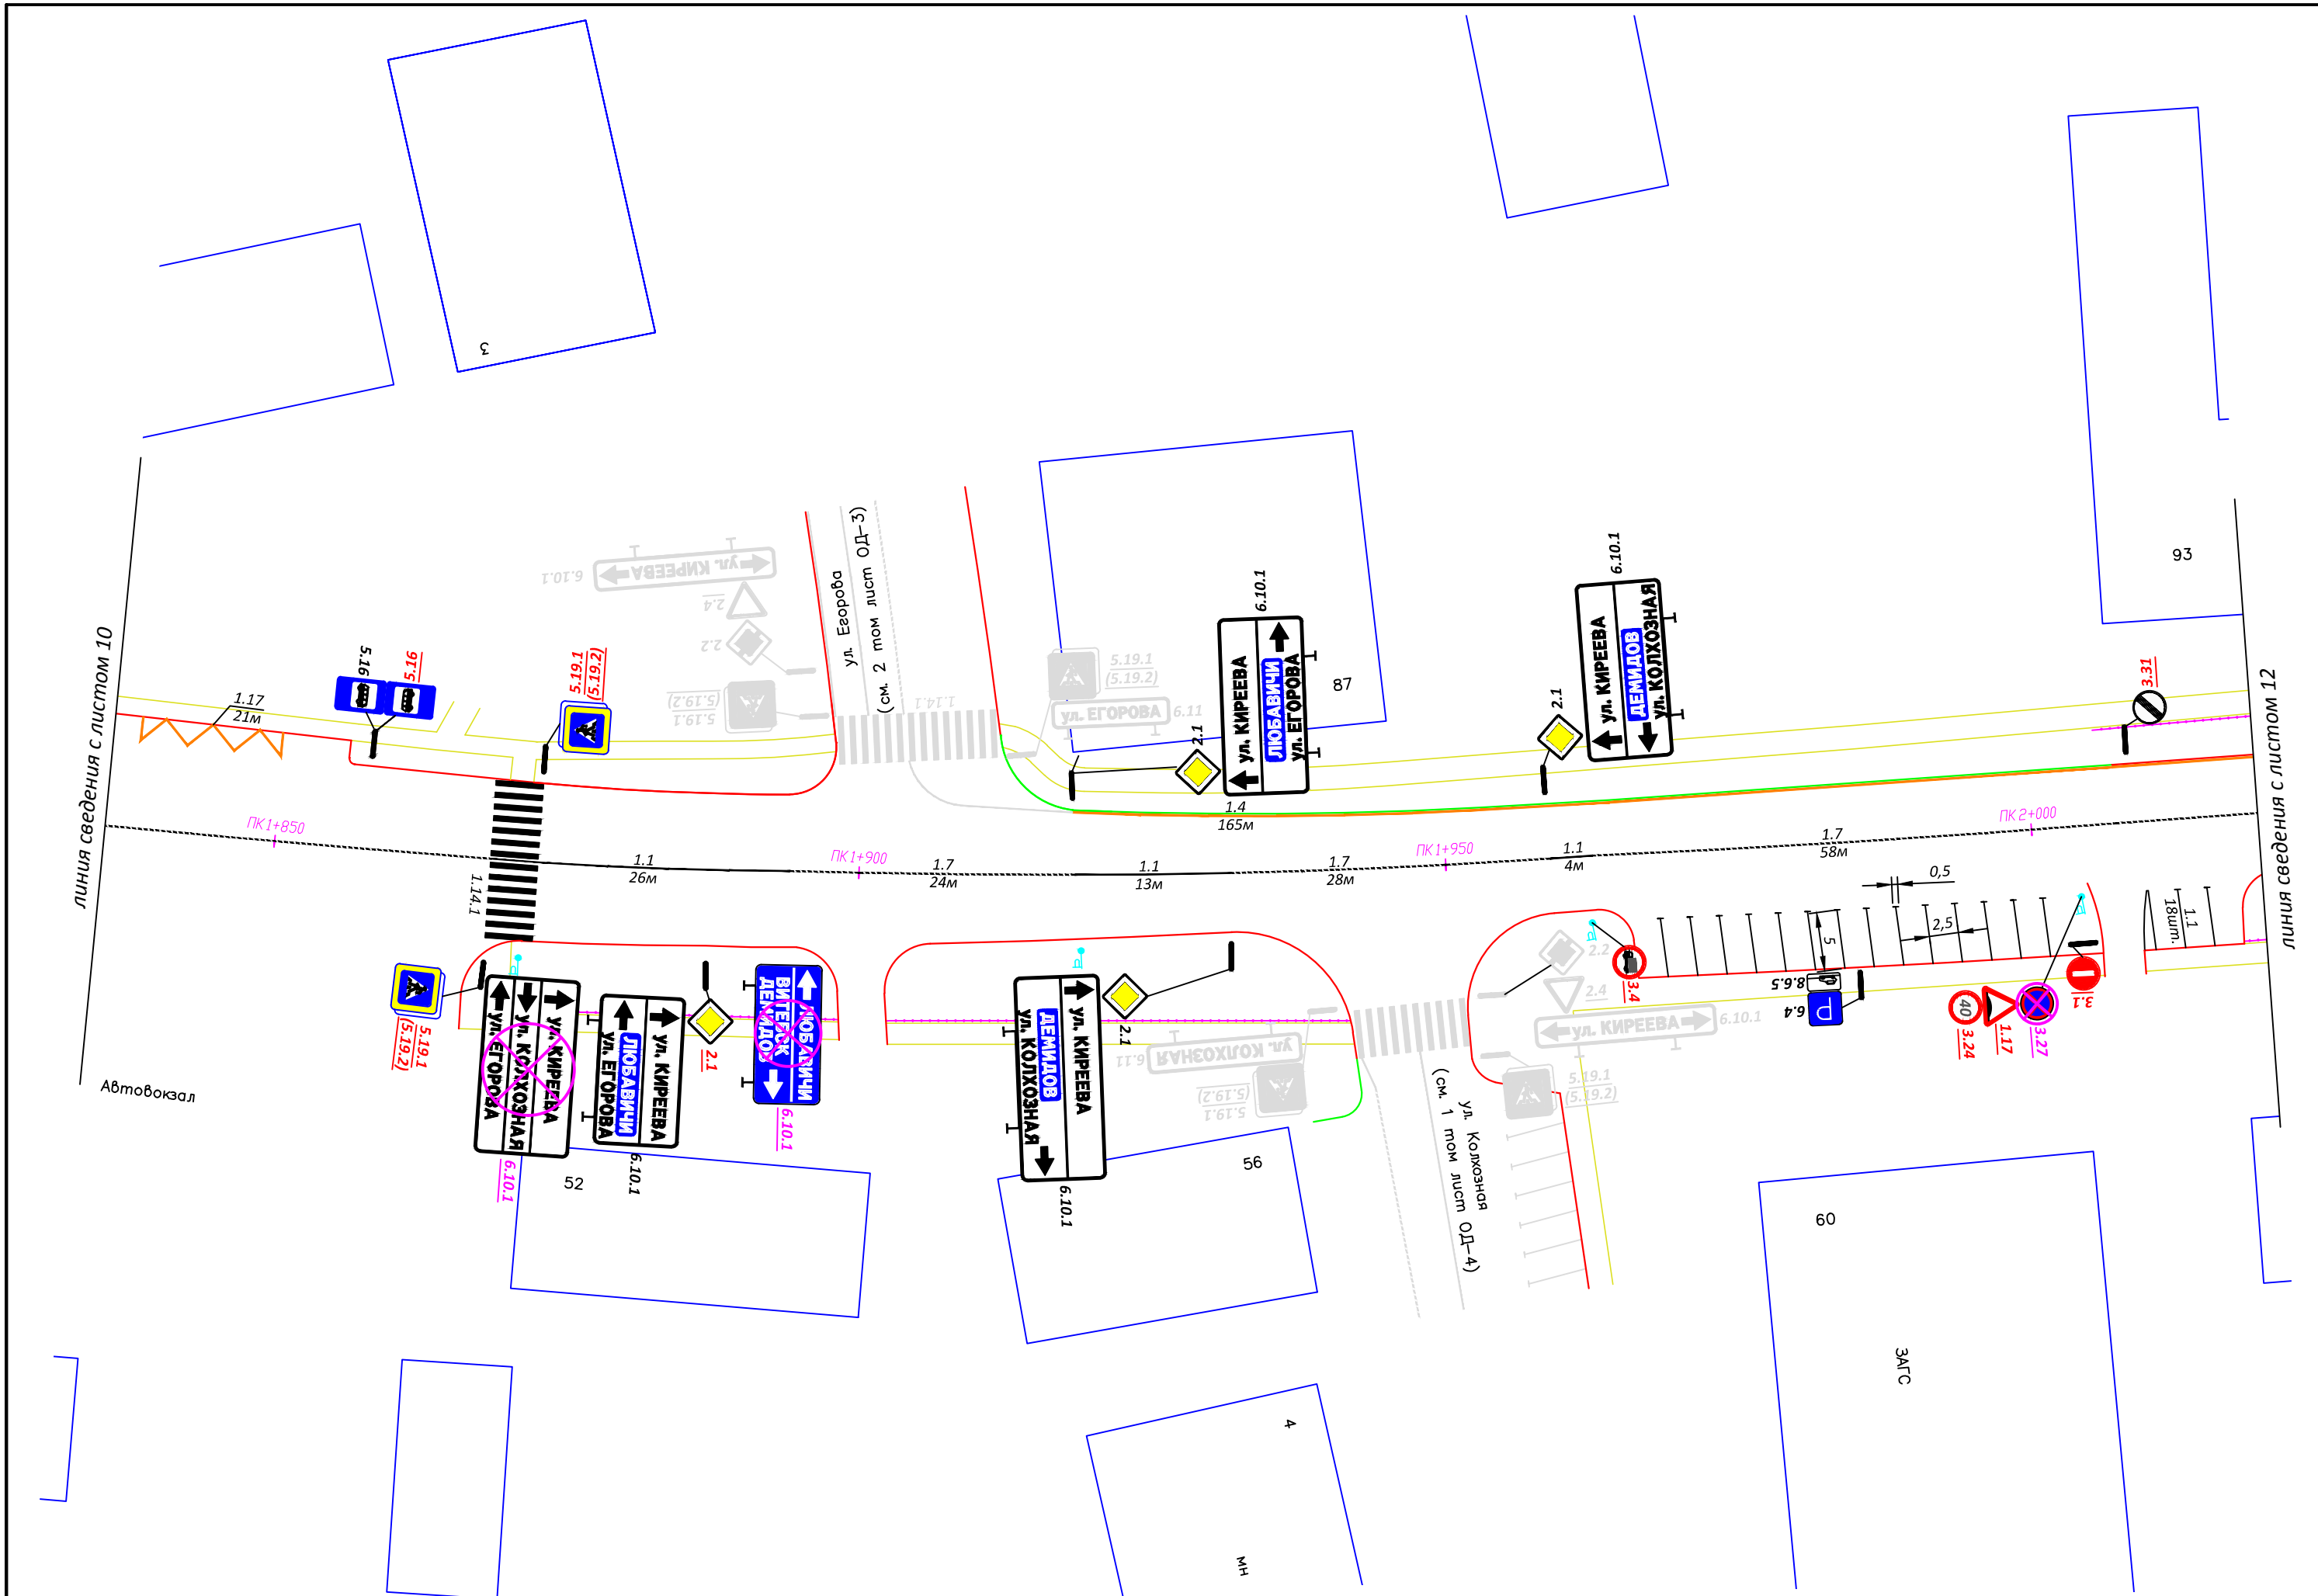 3
93
87
линия сведения с листом 10
линия сведения с листом 12
1.17
21м
5.16
5.16
5.19.1
(5.19.2)
6.10.1
ул. КИРЕЕВА
2.4
2.2
5.19.1
(5.19.2)
ул. Егорова
(см. 2 том лист ОД-3)
1.14.1
5.19.1
(5.19.2)
ул. ЕГОРОВА
6.11
2.1
6.10.1
ул. КИРЕЕВА
ЛЮБАВИЧИ
ул. ЕГОРОВА
2.1
6.10.1
ул. КИРЕЕВА
ДЕМИДОВ
ул. КОЛХОЗНАЯ
3.31
ПК1+850
1.1
26м
ПК1+900
1.7
24м
1.1
13м
1.4
165м
1.7
28м
ПК1+950
1.1
4м
1.7
58м
ПК2+000
1.14.1
Автовокзал
5.19.1
(5.19.2)
ул. КИРЕЕВА
ул. КОЛХОЗНАЯ
ул. ЕГОРОВА
6.10.1
ул. КИРЕЕВА
ЛЮБАВИЧИ
ул. ЕГОРОВА
6.10.1
2.1
ЛЮБАВИЧИ
ВИТЕБСК
ДЕМИДОВ
6.10.1
52
ул. КИРЕЕВА
ДЕМИДОВ
ул. КОЛХОЗНАЯ
6.10.1
2.1
ул. КОЛХОЗНАЯ
6.11
5.19.1
(5.19.2)
56
ул. Колхозная
(см. 1 том лист ОД-4)
2.2
2.4
ул. КИРЕЕВА
6.10.1
5.19.1
(5.19.2)
3.4
5
2,5
0,5
8.6.5
P
6.4
40
3.24
1.17
3.27
3.1
1.1
18шт.
60
ЗАГС
4
мн